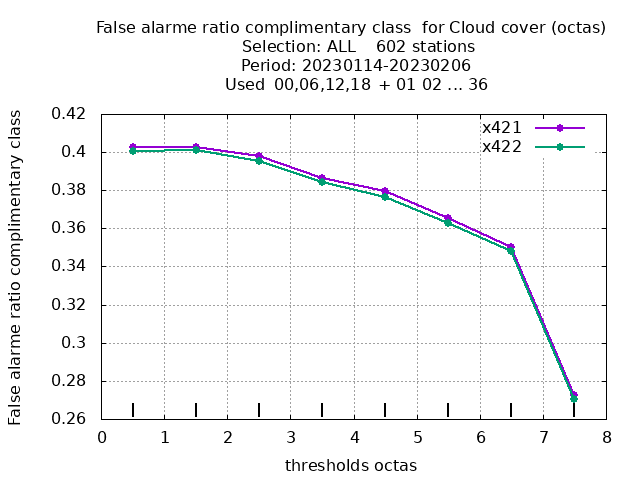 False alarme ratio complimentary class  for Cloud cover (octas)
Selection: ALL    602 stations
Period: 20230114-20230206
Used  00,06,12,18 + 01 02 ... 36
False alarme ratio complimentary class
0.42
0.4
0.38
0.36
0.34
0.32
0.3
0.28
0.26
x421
x422
0 1 2 3 4 5 6 7 8
thresholds octas